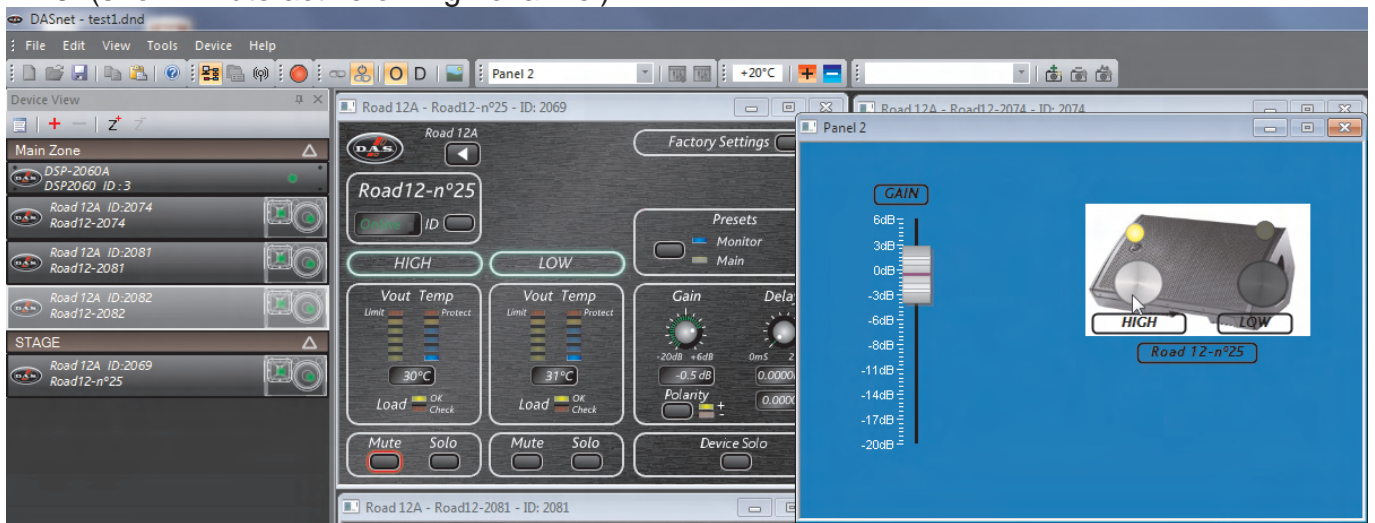 DASnet - test1.dnd
File Edit View Tools Device Help
Panel 2
+20°C
Device View
Main Zone
DSP-2060A
DSP2060 ID : 3
Road 12A ID:2074
Road12-2074
Road 12A ID:2081
Road12-2081
Road 12A ID:2082
Road12-2082
STAGE
Road 12A ID:2069
Road12-nº25
Road 12A - Road12-nº25 - ID: 2069
D.A.S
Road 12A
Factory Settings
Road12-nº25
Online ID
Presets
Monitor
Main
HIGH LOW
Vout Temp
Limit Protect
30°C
Load OK
Check
Vout Temp
Limit Protect
31°C
Load OK
Check
Gain
-20dB +6dB
-0.5 dB
Polarity
+
-
0mS
Mute Solo
Mute Solo
Device Solo
Road 12A - Road12-2081 - ID: 2081
Road 12A - Road12-2074 - ID: 2074
Panel 2
GAIN
6dB
3dB
0dB
-3dB
-6dB
-8dB
-11dB
-14dB
-17dB
-20dB
HIGH LOW
Road 12-nº25